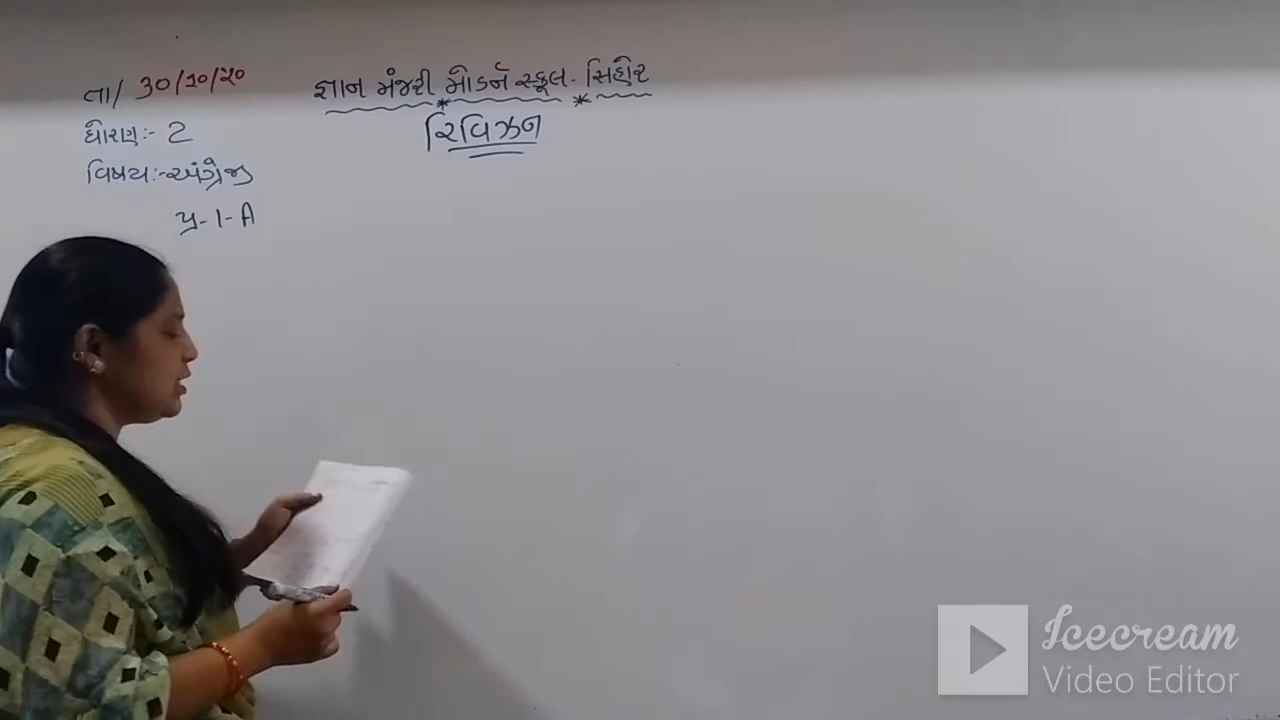 તા/ 30/10/20
જ્ઞાન મંજરી મોડર્ન સ્કૂલ- સિહોર
રિવિઝન
ધોરણ:- 2
વિષય:- અંગ્રેજી
પ્ર- 1- A
Icecream
Video Editor